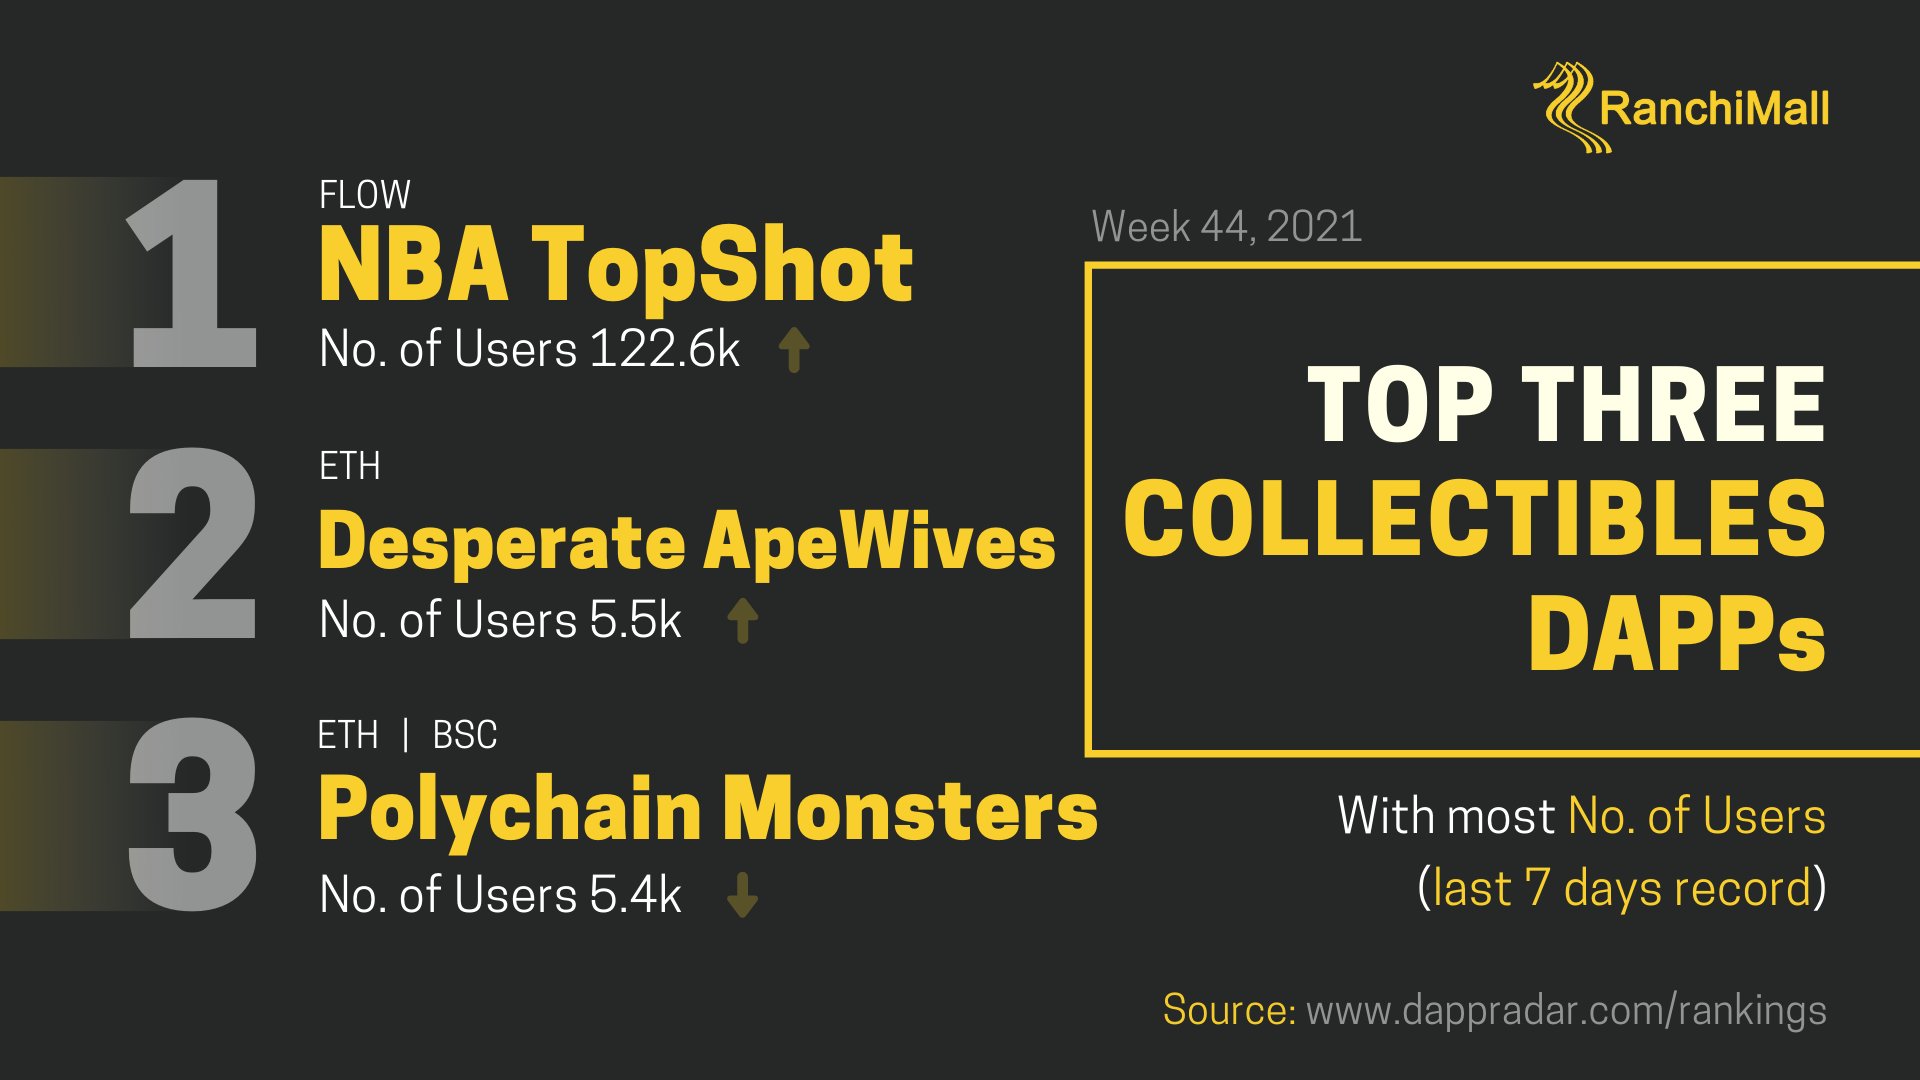 RanchiMall
1
FLOW
NBA TopShot
No. of Users 122.6k
2
ETH
Desperate ApeWives
No. of Users 5.5k
3
ETH | BSC
Polychain Monsters
No. of Users 5.4k
Week 44, 2021
TOP THREE
COLLECTIBLES
DAPPs
With most No. of Users
(last 7 days record)
Source: www.dappradar.com/rankings